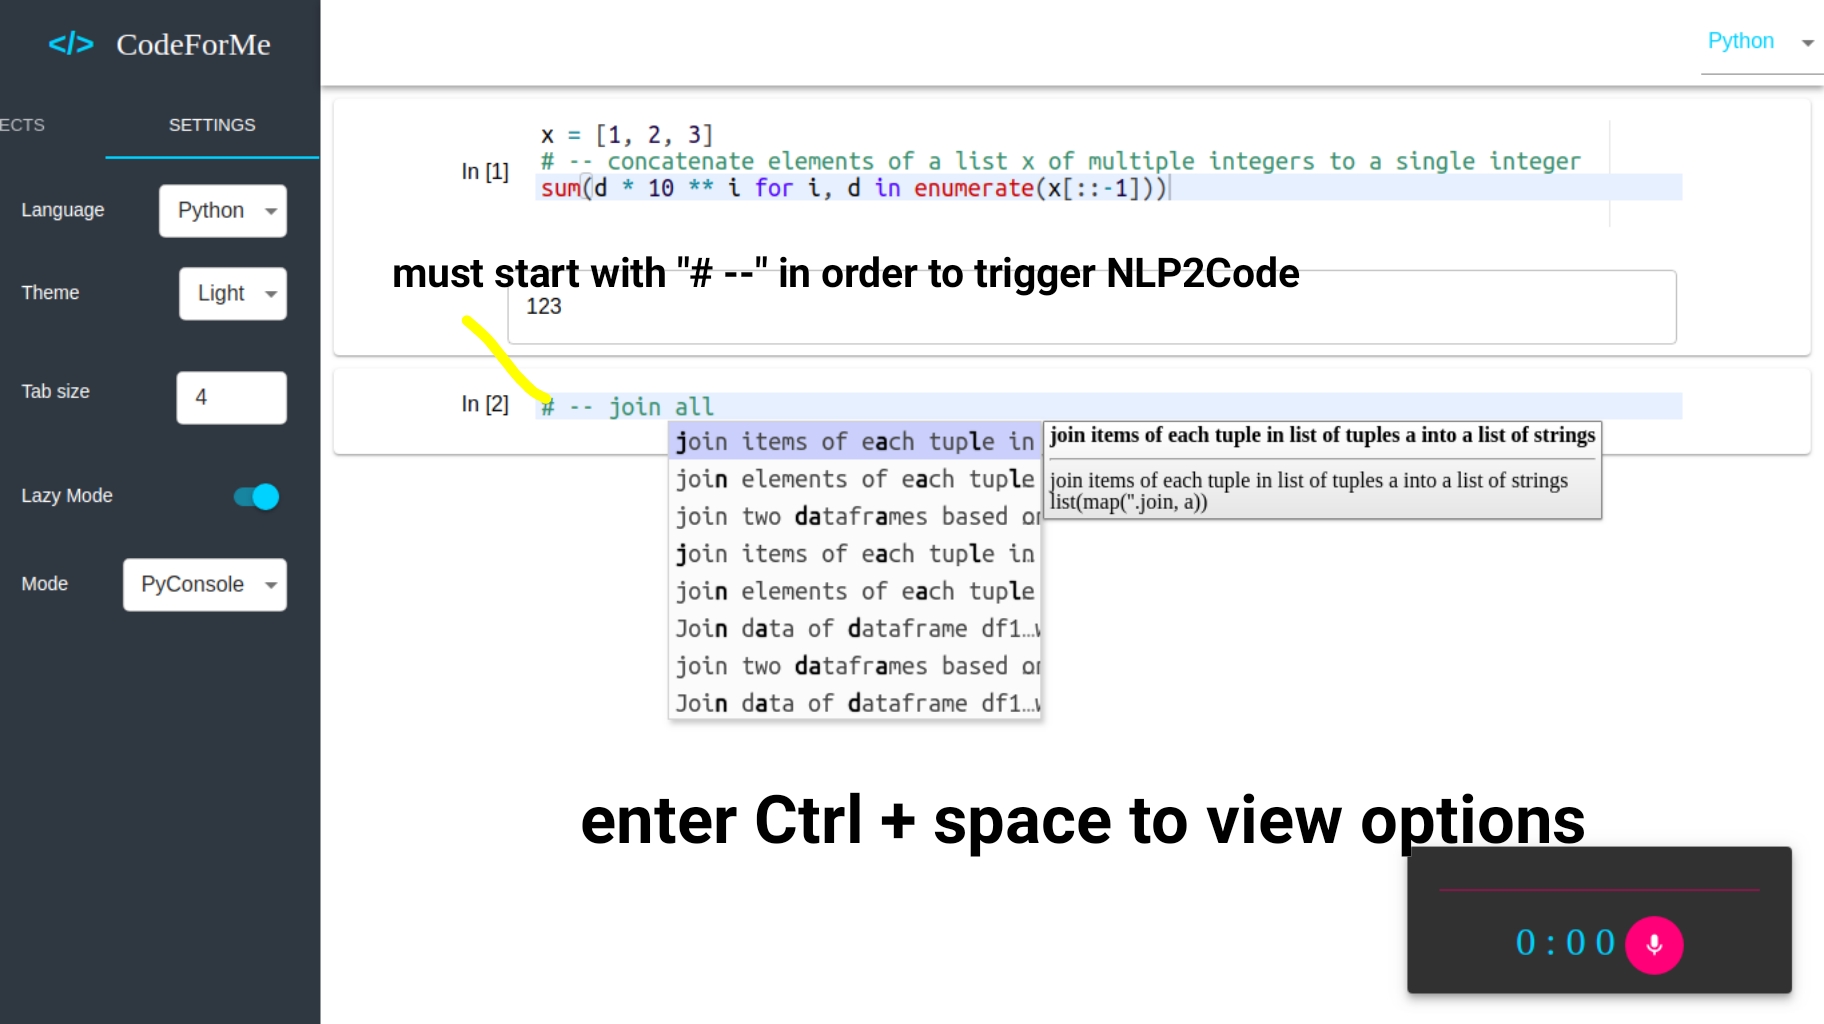 </> CodeForMe
Python
ECTS
SETTINGS
Language
Python
Theme
Light
Tab size
4
Lazy Mode
Mode
PyConsole
In [1]
x = [1, 2, 3]
# -- concatenate elements of a list x of multiple integers to a single integer
sum(d * 10 ** i for i, d in enumerate(x[::-1]))
must start with "# --" in order to trigger NLP2Code
123
In [2]
# -- join all
join items of each tuple in
join elements of each tuple
join two dataframes based on
join items of each tuple in
join elements of each tuple
Join data of dataframe df1…w
join two dataframes based on
Join data of dataframe df1…w
join items of each tuple in list of tuples a into a list of strings
join items of each tuple in list of tuples a into a list of strings
list(map(''.join, a))
enter Ctrl + space to view options
0:00